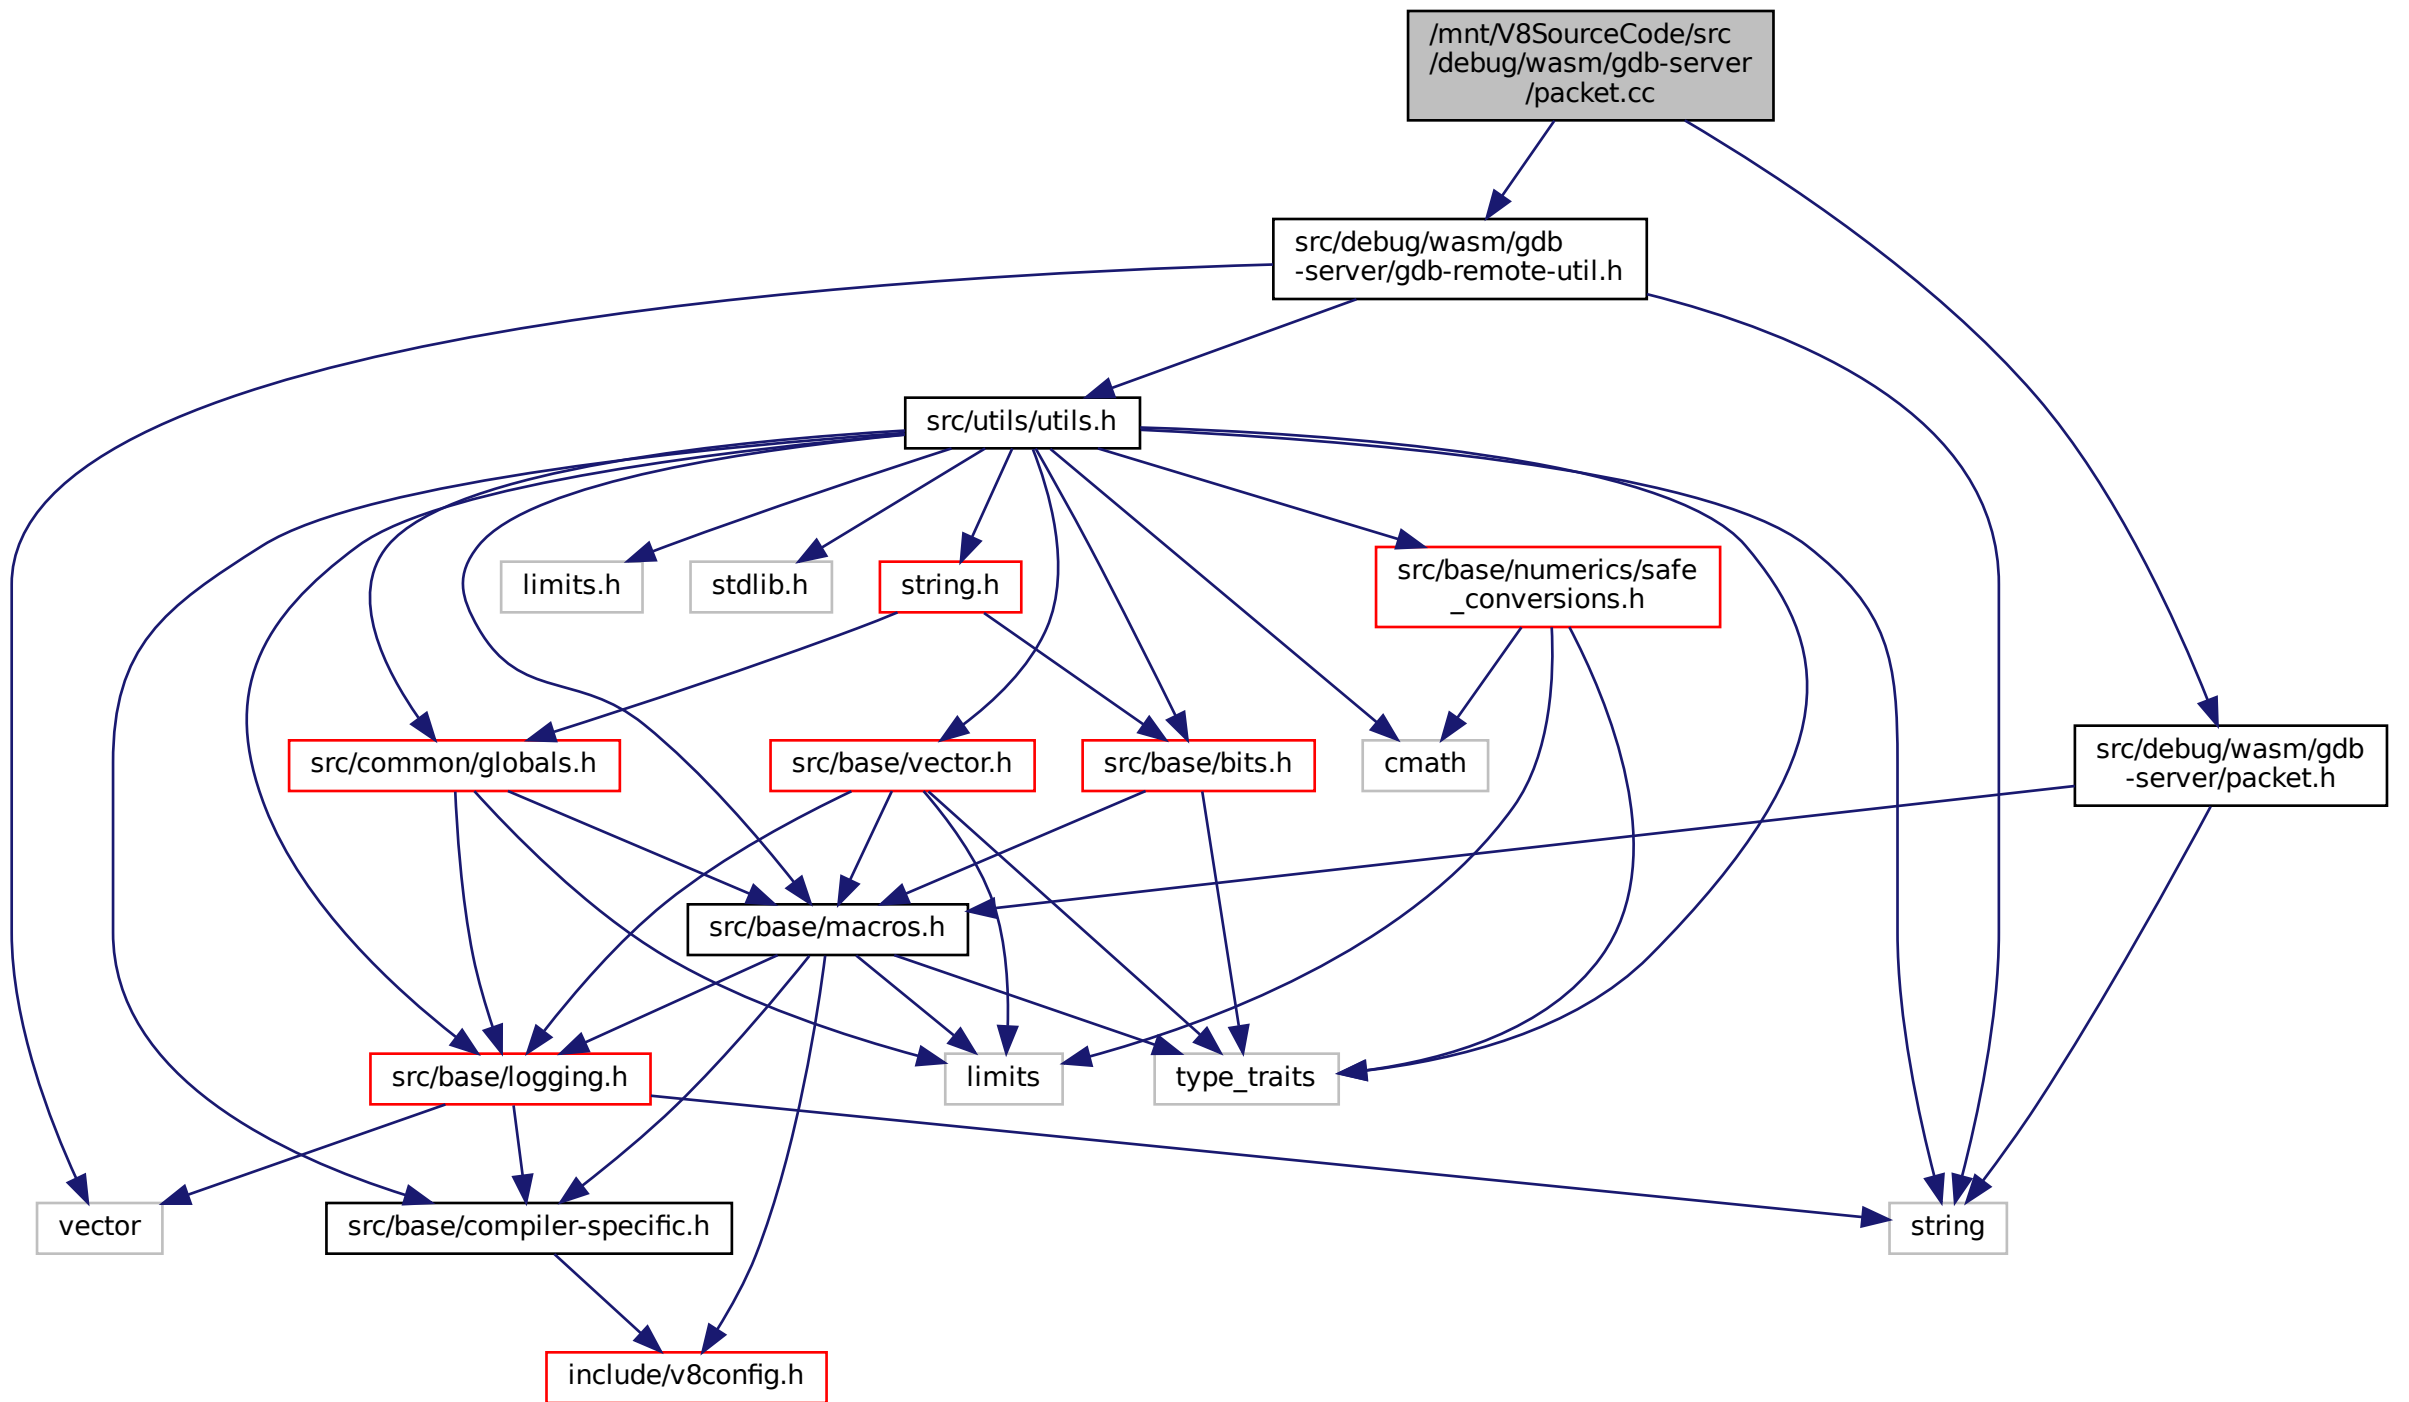 /mnt/V8SourceCode/src
/debug/wasm/gdb-server
/packet.cc
src/debug/wasm/gdb
-server/gdb-remote-util.h
src/utils/utils.h
limits.h
stdlib.h
string.h
src/base/numerics/safe
_conversions.h
src/common/globals.h
src/base/vector.h
src/base/bits.h
cmath
src/debug/wasm/gdb
-server/packet.h
src/base/macros.h
src/base/logging.h
limits
type_traits
vector
src/base/compiler-specific.h
string
include/v8config.h